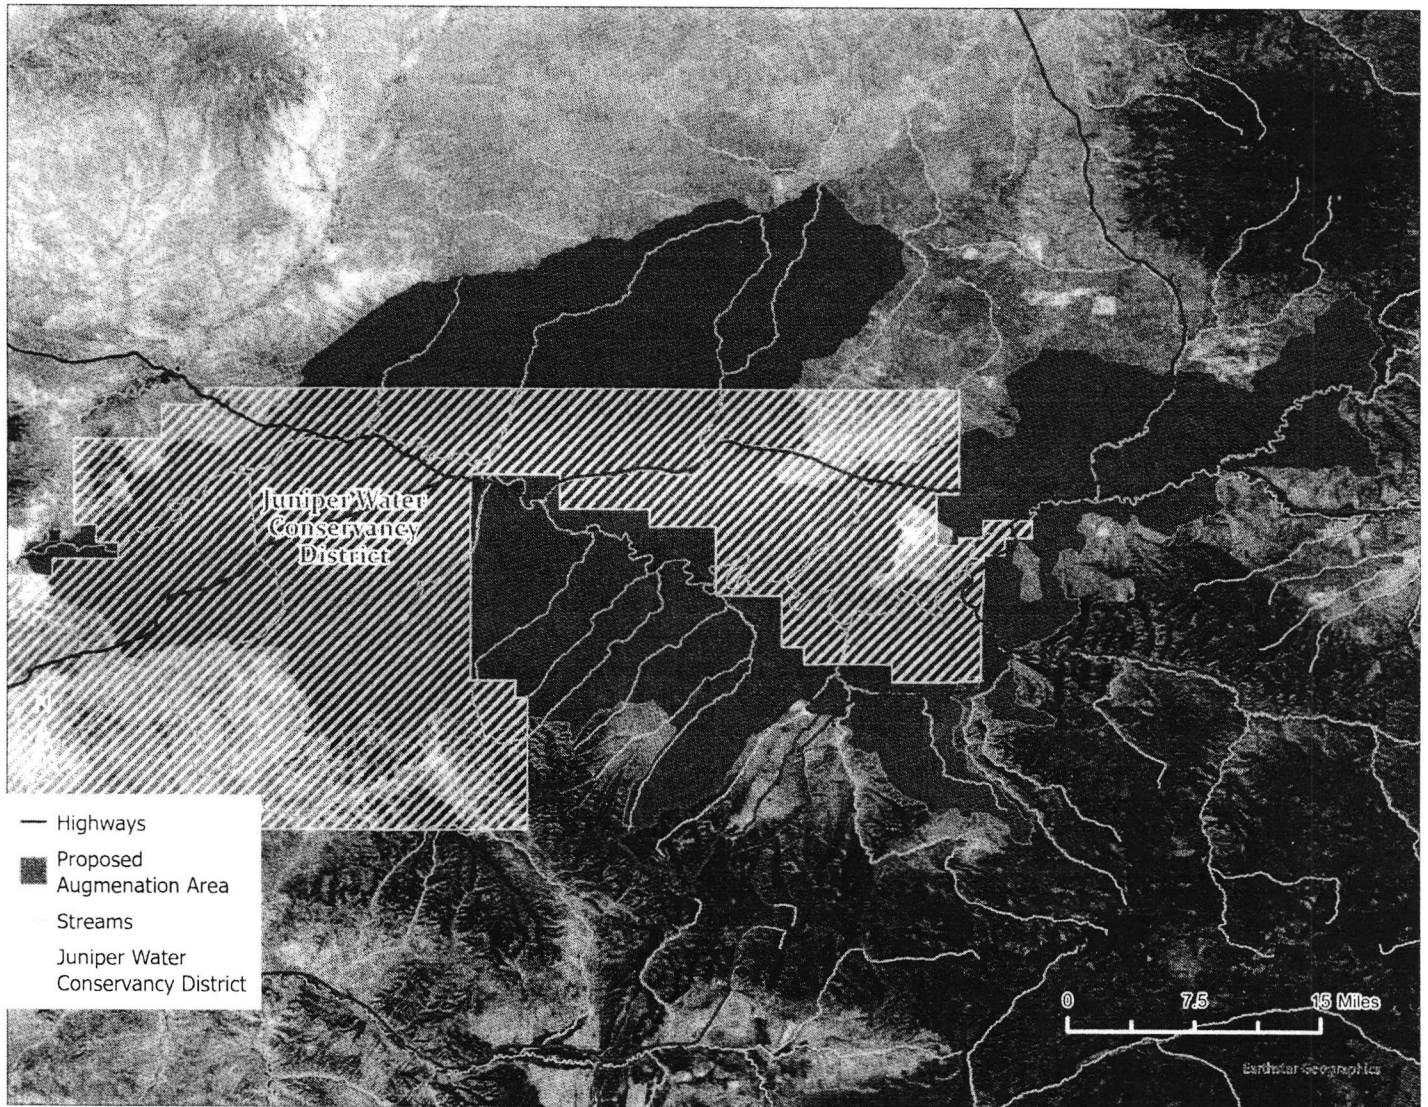 Juniper Water
Conservancy
District
Highways
Proposed
Augmenation Area
Streams
Juniper Water
Conservancy District
0 7.5 15 Miles
Earthstar Geographics